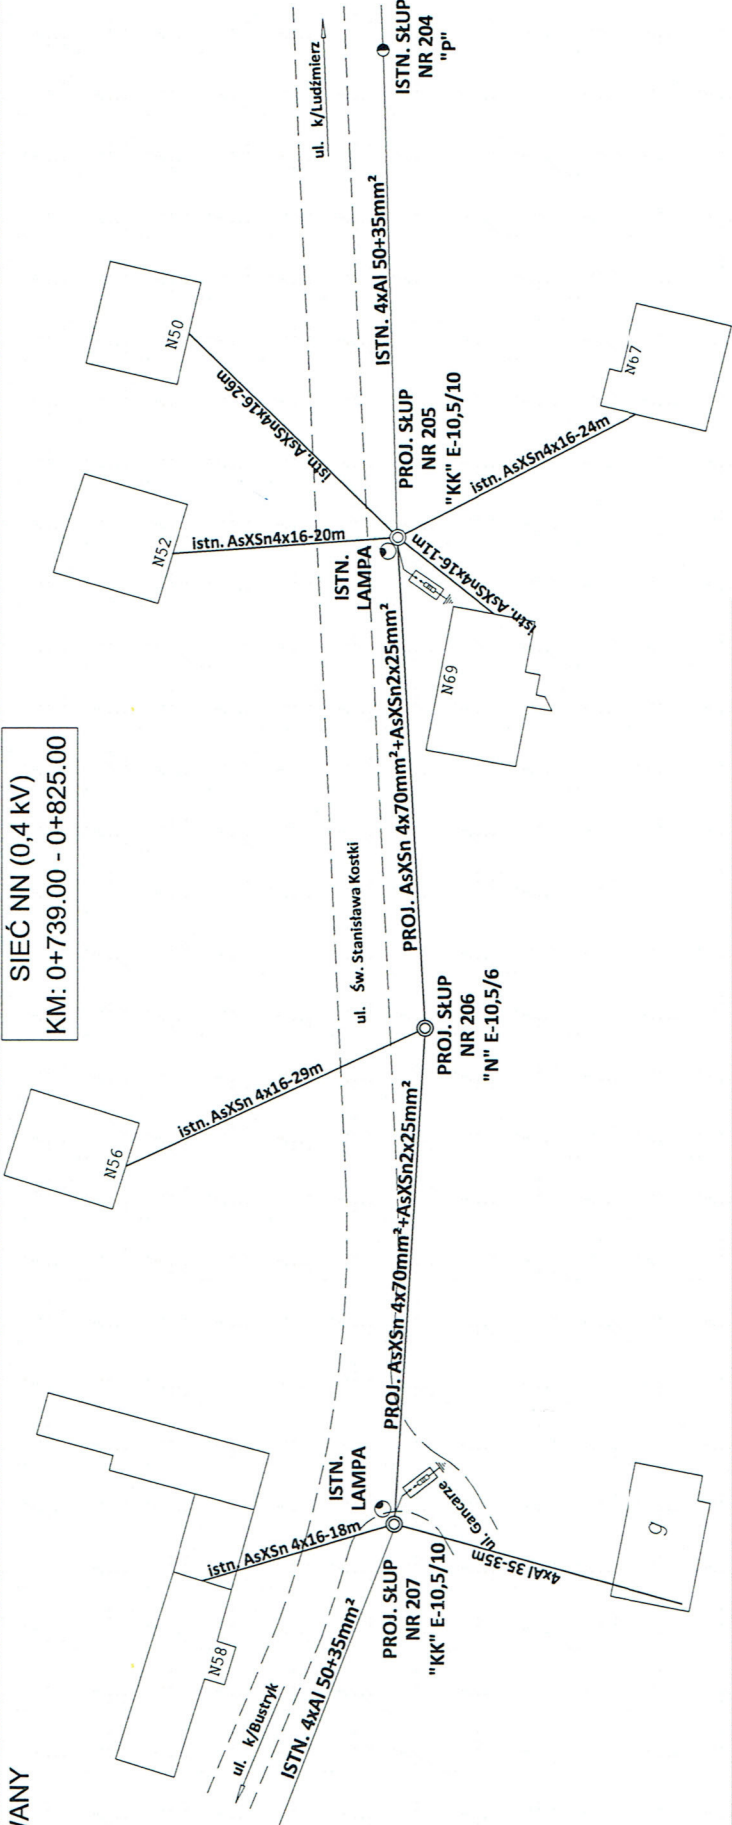 WANY
SIEĆ NN (0,4 kV)
KM: 0+739.00 - 0+825.00
N58
istn. AsXSn 4x16-18m
ul. k/Bustryk
ISTN. 4xAl 50+35mm²
ISTN.
LAMPA
PROJ. SŁUP
NR 207
"KK" E-10,5/10
ul. Gancarze
4xAl 35-35m
g
PROJ. AsXSn 4x70mm²+AsXSn2x25mm²
N56
istn. AsXSn 4x16-29m
PROJ. SŁUP
NR 206
"N" E-10,5/6
ul. Św. Stanisława Kostki
PROJ. AsXSn 4x70mm²+AsXSn2x25mm²
N52
istn. AsXSn4x16-20m
N50
istn. AsXSn4x16-26m
ISTN.
LAMPA
N69
istn. AsXSn4x16-11m
PROJ. SŁUP
NR 205
"KK" E-10,5/10
istn. AsXSn4x16-24m
N67
ISTN. 4xAl 50+35mm²
ul. k/Ludźmierz
ISTN. SŁUP
NR 204
"P"